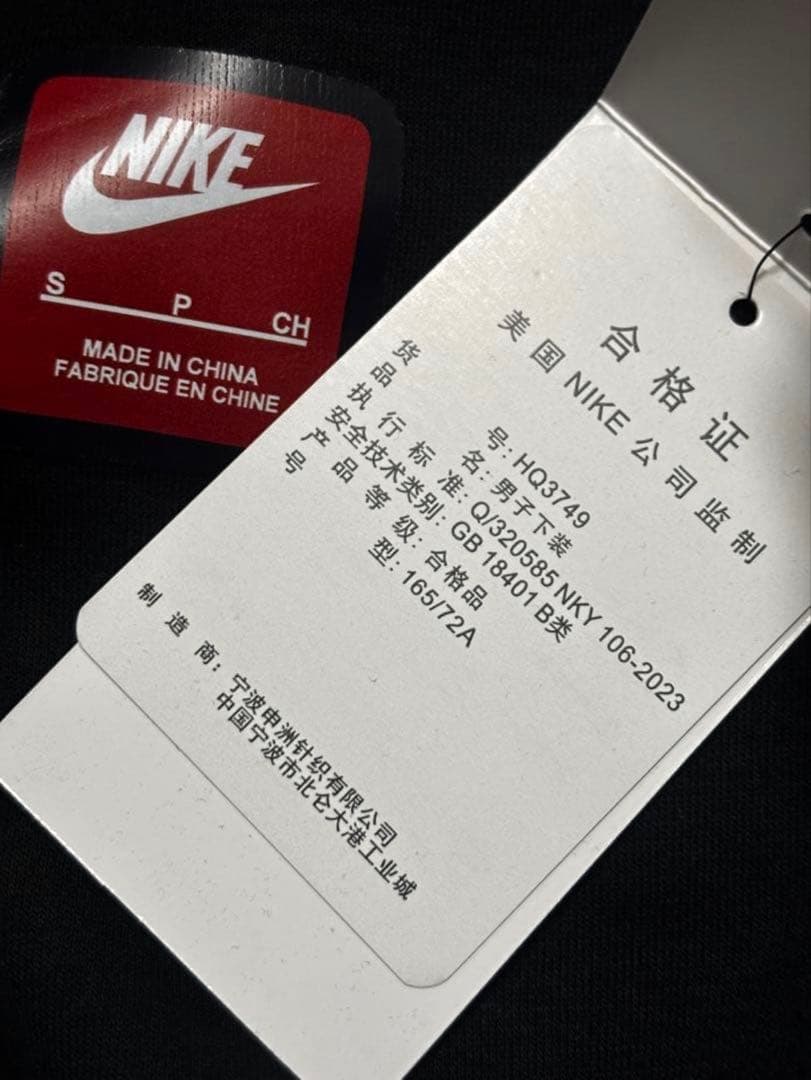 NIKE
S P CH
MADE IN CHINA
FABRIQUE EN CHINE
合格证
美国NIKE公司监制
货号: HQ3749
品名: 男子下装
执行标准: Q/320585 NKY 106-2023
安全技术类别: GB 18401 B类
产品等级: 合格品
号型: 165/72A
制造商: 宁波申洲针织有限公司
中国宁波市北仑大港工业城